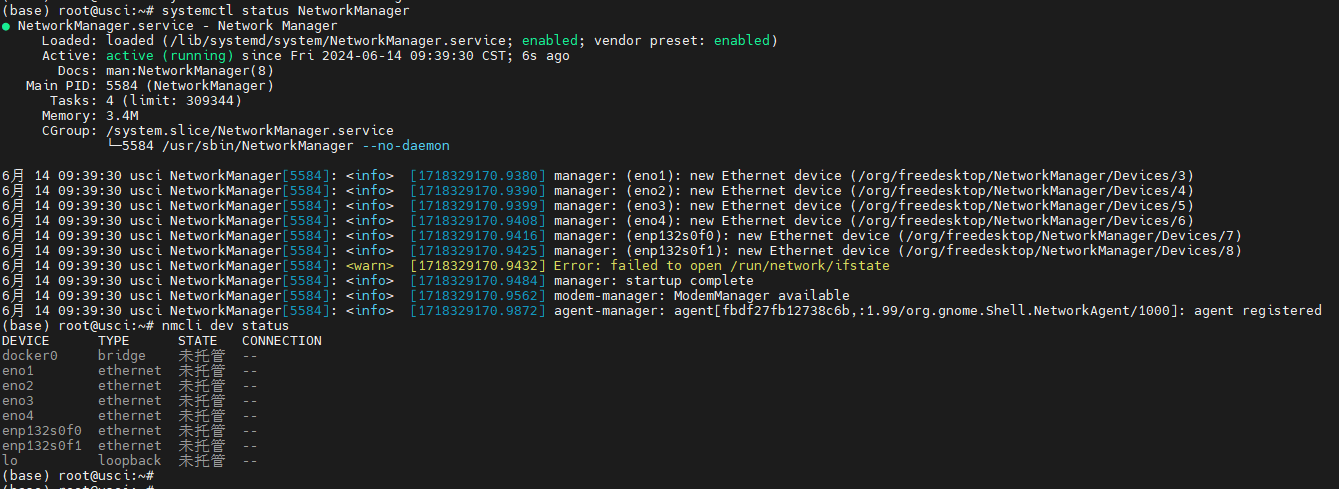 (base) root@usci:~# systemctl status NetworkManager
● NetworkManager.service - Network Manager
     Loaded: loaded (/lib/systemd/system/NetworkManager.service; enabled; vendor preset: enabled)
     Active: active (running) since Fri 2024-06-14 09:39:30 CST; 6s ago
       Docs: man:NetworkManager(8)
   Main PID: 5584 (NetworkManager)
      Tasks: 4 (limit: 309344)
     Memory: 3.4M
     CGroup: /system.slice/NetworkManager.service
             └─5584 /usr/sbin/NetworkManager --no-daemon
6月 14 09:39:30 usci NetworkManager[5584]: <info>  [1718329170.9380] manager: (eno1): new Ethernet device (/org/freedesktop/NetworkManager/Devices/3)
6月 14 09:39:30 usci NetworkManager[5584]: <info>  [1718329170.9390] manager: (eno2): new Ethernet device (/org/freedesktop/NetworkManager/Devices/4)
6月 14 09:39:30 usci NetworkManager[5584]: <info>  [1718329170.9399] manager: (eno3): new Ethernet device (/org/freedesktop/NetworkManager/Devices/5)
6月 14 09:39:30 usci NetworkManager[5584]: <info>  [1718329170.9408] manager: (eno4): new Ethernet device (/org/freedesktop/NetworkManager/Devices/6)
6月 14 09:39:30 usci NetworkManager[5584]: <info>  [1718329170.9416] manager: (enp132s0f0): new Ethernet device (/org/freedesktop/NetworkManager/Devices/7)
6月 14 09:39:30 usci NetworkManager[5584]: <info>  [1718329170.9425] manager: (enp132s0f1): new Ethernet device (/org/freedesktop/NetworkManager/Devices/8)
6月 14 09:39:30 usci NetworkManager[5584]: <warn>  [1718329170.9432] Error: failed to open /run/network/ifstate
6月 14 09:39:30 usci NetworkManager[5584]: <info>  [1718329170.9484] manager: startup complete
6月 14 09:39:30 usci NetworkManager[5584]: <info>  [1718329170.9562] modem-manager: ModemManager available
6月 14 09:39:30 usci NetworkManager[5584]: <info>  [1718329170.9872] agent-manager: agent[fbdf27fb12738c6b,:1.99/org.gnome.Shell.NetworkAgent/1000]: agent registered
(base) root@usci:~# nmcli dev status
DEVICE      TYPE      STATE   CONNECTION
docker0     bridge    未托管  --
eno1        ethernet  未托管  --
eno2        ethernet  未托管  --
eno3        ethernet  未托管  --
eno4        ethernet  未托管  --
enp132s0f0  ethernet  未托管  --
enp132s0f1  ethernet  未托管  --
lo          loopback  未托管  --
(base) root@usci:~#